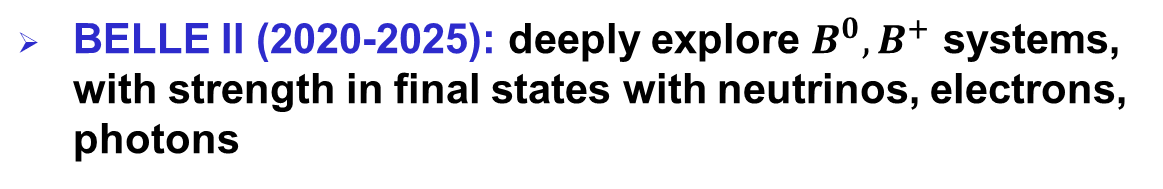 ➢ BELLE II (2020-2025): deeply explore B⁰, B⁺ systems,
with strength in final states with neutrinos, electrons,
photons